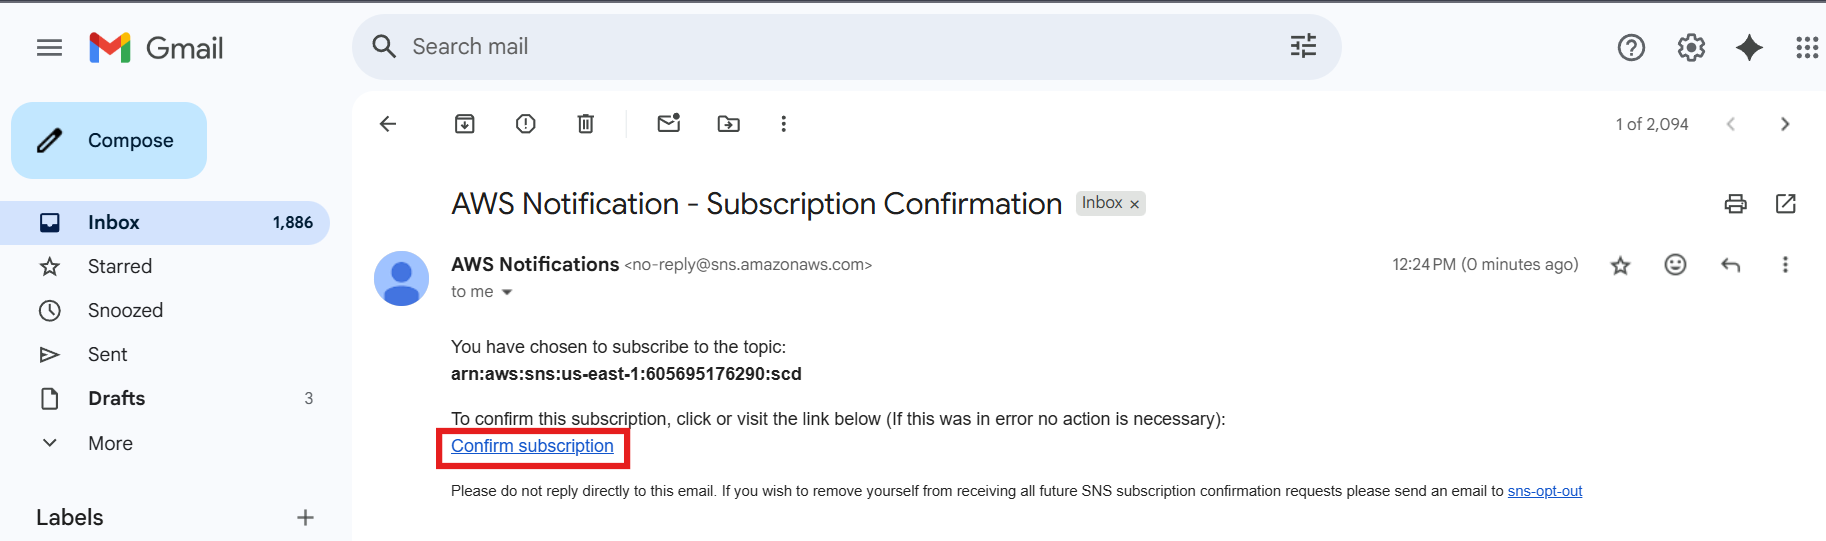 Gmail
Search mail
Compose
1 of 2,094
Inbox 1,886
Starred
Snoozed
Sent
Drafts 3
More
Labels
AWS Notification - Subscription Confirmation Inbox ×
AWS Notifications <no-reply@sns.amazonaws.com> 12:24 PM (0 minutes ago)
to me
You have chosen to subscribe to the topic:
arn:aws:sns:us-east-1:605695176290:scd
To confirm this subscription, click or visit the link below (If this was in error no action is necessary):
Confirm subscription
Please do not reply directly to this email. If you wish to remove yourself from receiving all future SNS subscription confirmation requests please send an email to sns-opt-out